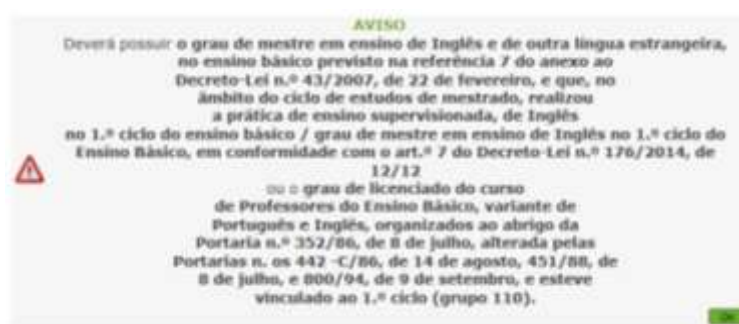 AVISO
Deverá possuir o grau de mestre em ensino de Inglês e de outra língua estrangeira,
no ensino básico previsto na referência 7 do anexo ao
Decreto-Lei n.º 43/2007, de 22 de fevereiro, e que, no
âmbito do ciclo de estudos de mestrado, realizou
a prática de ensino supervisionada, de Inglês
no 1.º ciclo do ensino básico / grau de mestre em ensino de Inglês no 1.º ciclo do
Ensino Básico, em conformidade com o art.º 7 do Decreto-Lei n.º 176/2014, de
12/12
ou o grau de licenciado do curso
de Professores do Ensino Básico, variante de
Português e Inglês, organizados ao abrigo da
Portaria n.º 352/86, de 8 de julho, alterada pelas
Portarias n. os 442 -C/86, de 14 de agosto, 451/88, de
8 de julho, e 800/94, de 9 de setembro, e esteve
vinculado ao 1.º ciclo (grupo 110).